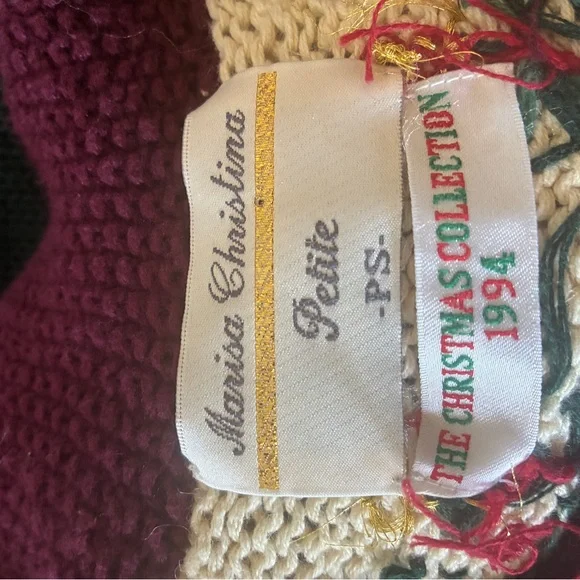 Marisa Christina
Petite
-PS-
THE CHRISTMAS COLLECTION
1994